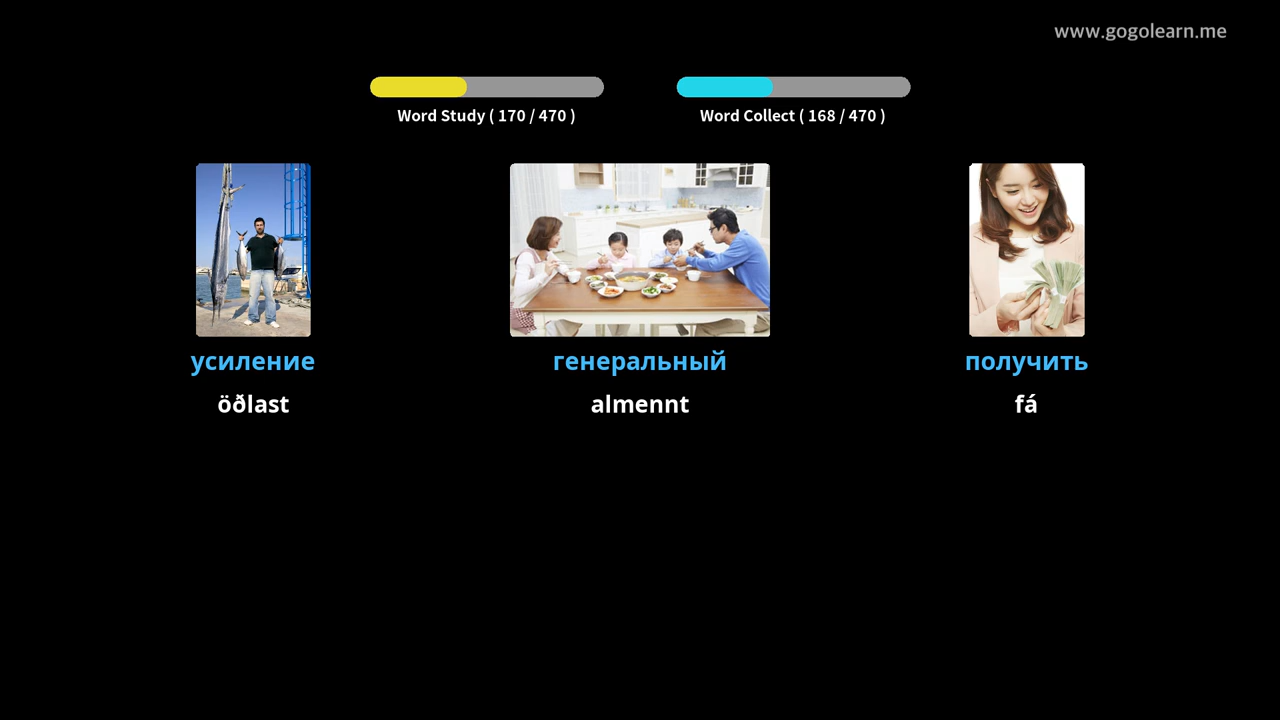 www.gogolearn.me
Word Study ( 170 / 470 )
Word Collect ( 168 / 470 )
усиление
öðlast
генеральный
almennt
получить
fá